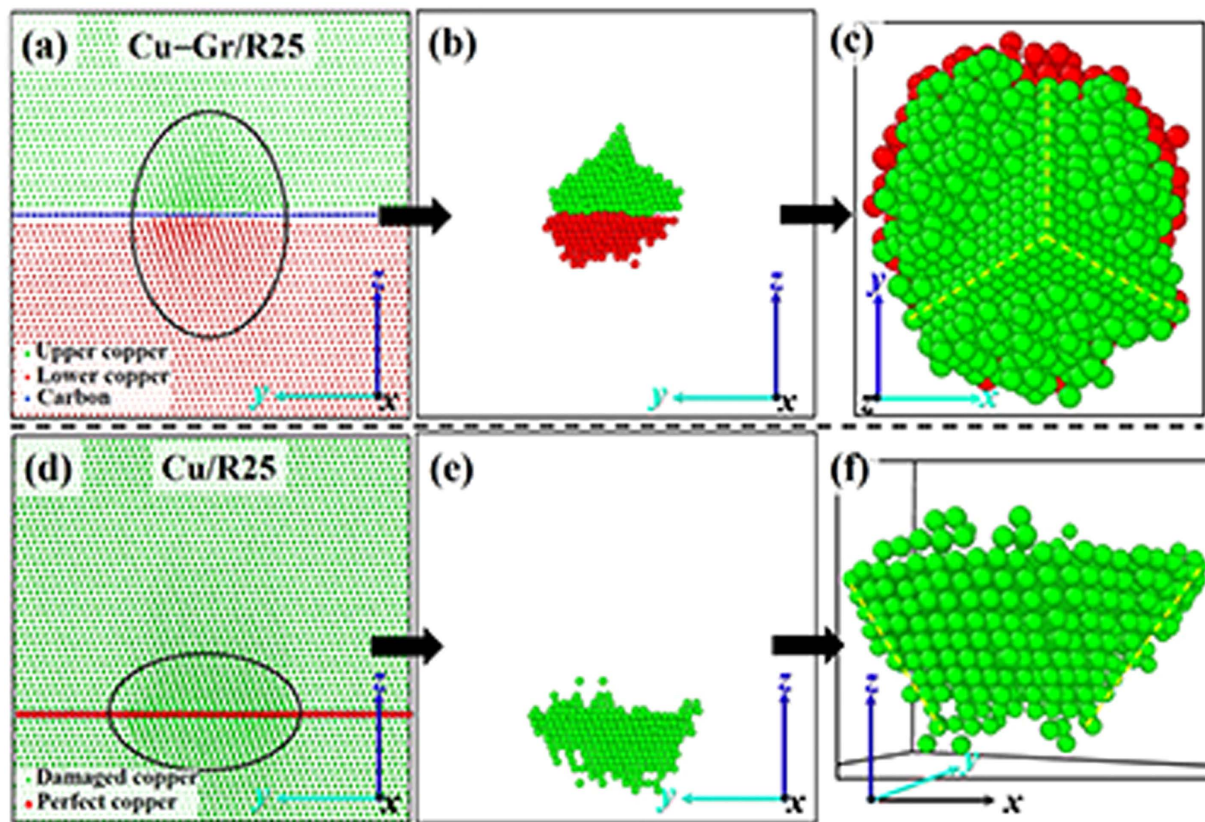 (a) Cu−Gr/R25
z
y
x
• Upper copper
• Lower copper
• Carbon
(b)
z
y
x
(c)
y
z
x
(d) Cu/R25
z
y
x
• Damaged copper
• Perfect copper
(e)
z
y
x
(f)
z
y
x